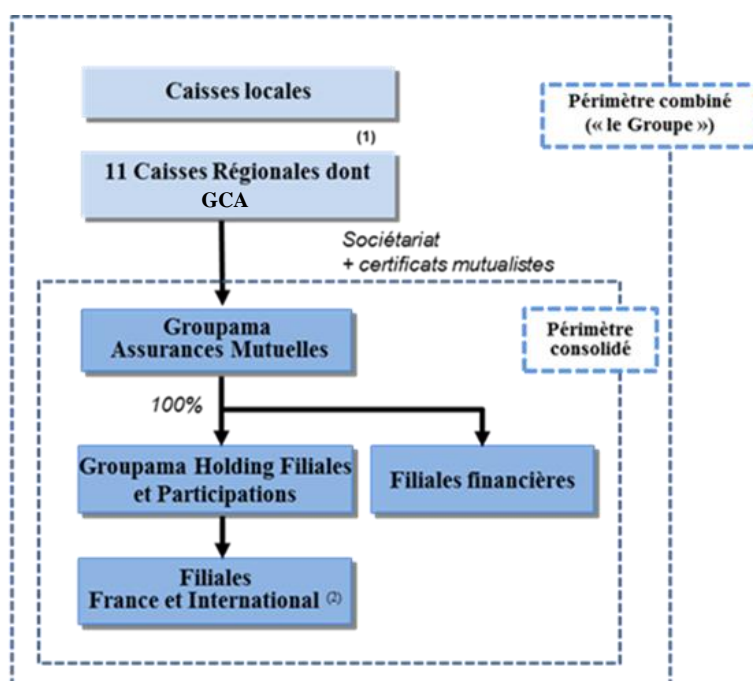 Caisses locales
Périmètre combiné
(« le Groupe »)
(1)
11 Caisses Régionales dont
GCA
Sociétariat
+ certificats mutualistes
Groupama
Assurances Mutuelles
Périmètre
consolidé
100%
Groupama Holding Filiales
et Participations
Filiales financières
Filiales
France et International (2)